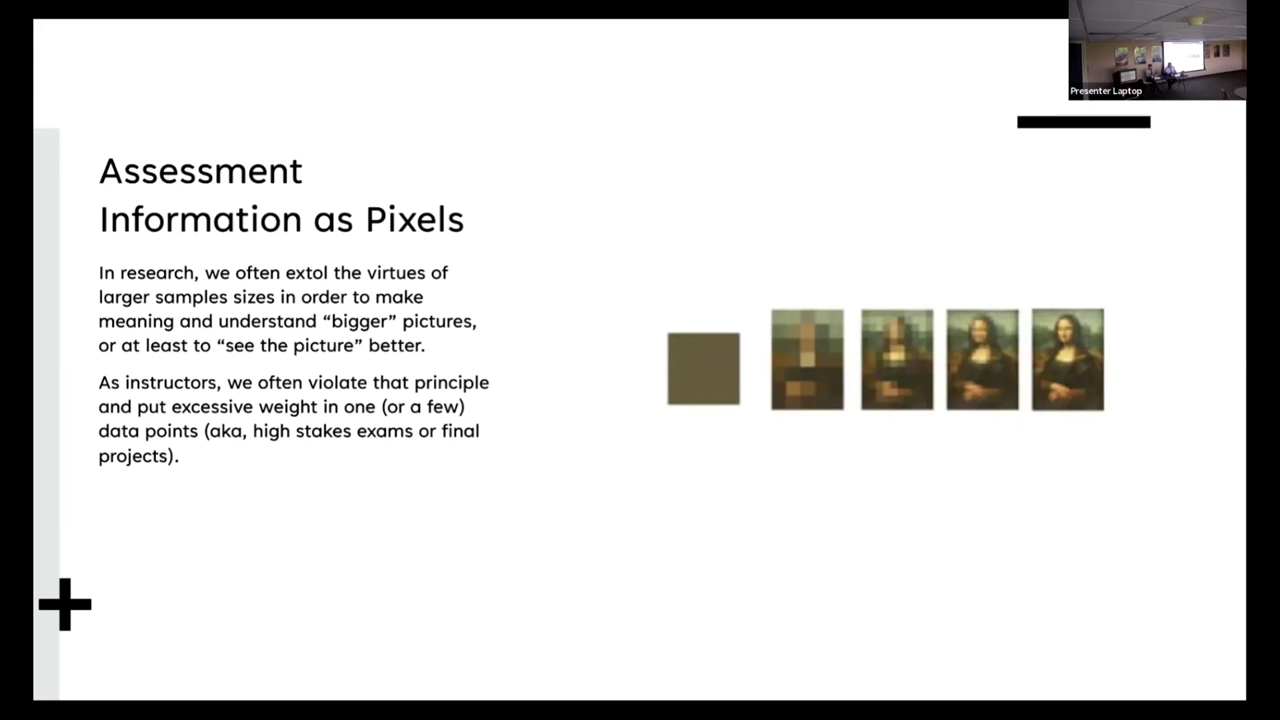 Presenter Laptop
Assessment
Information as Pixels
In research, we often extol the virtues of
larger samples sizes in order to make
meaning and understand “bigger” pictures,
or at least to “see the picture” better.
As instructors, we often violate that principle
and put excessive weight in one (or a few)
data points (aka, high stakes exams or final
projects).